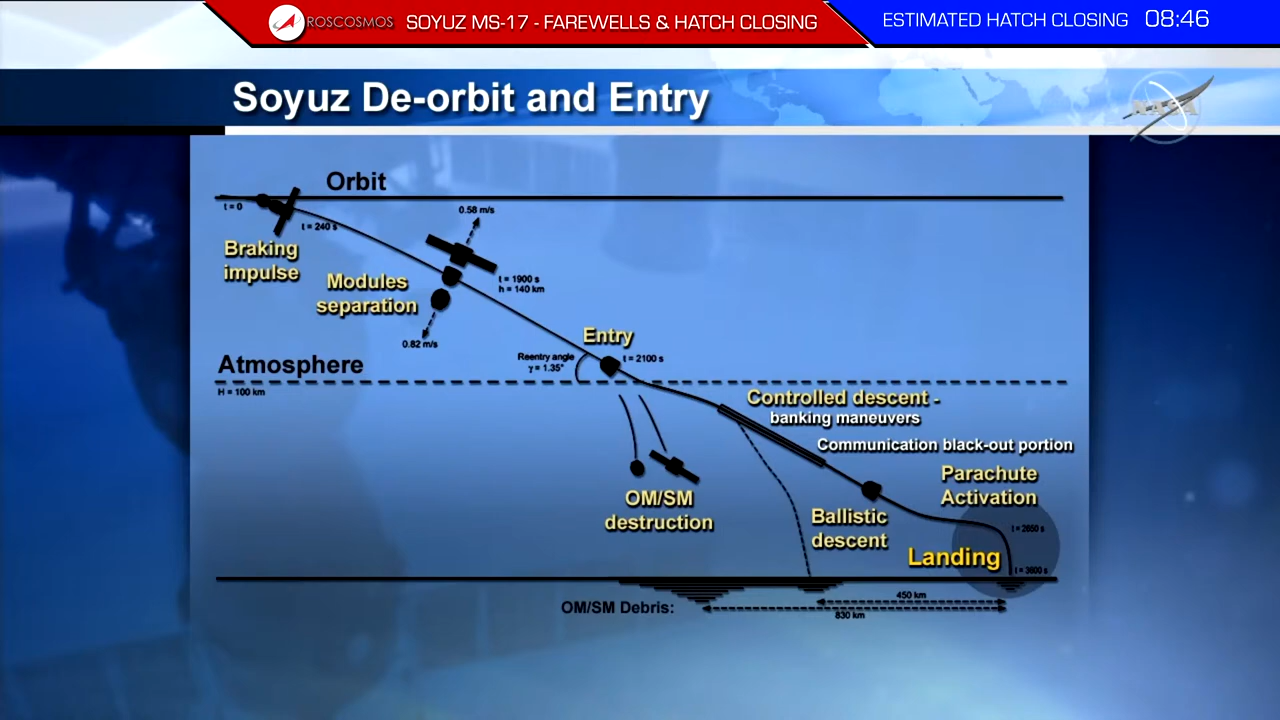 ROSCOSMOS
SOYUZ MS-17 - FAREWELLS & HATCH CLOSING
ESTIMATED HATCH CLOSING 08:46
Soyuz De-orbit and Entry
NASA
Orbit
t = 0
t = 240 s
0.58 m/s
Braking
impulse
Modules
separation
t = 1900 s
h = 140 km
0.82 m/s
Entry
Reentry angle
γ = 1.35°
t = 2100 s
Atmosphere
H = 100 km
Controlled descent -
banking maneuvers
Communication black-out portion
Parachute
Activation
OM/SM
destruction
Ballistic
descent
t = 2650 s
Landing
t = 3600 s
450 km
OM/SM Debris:
830 km